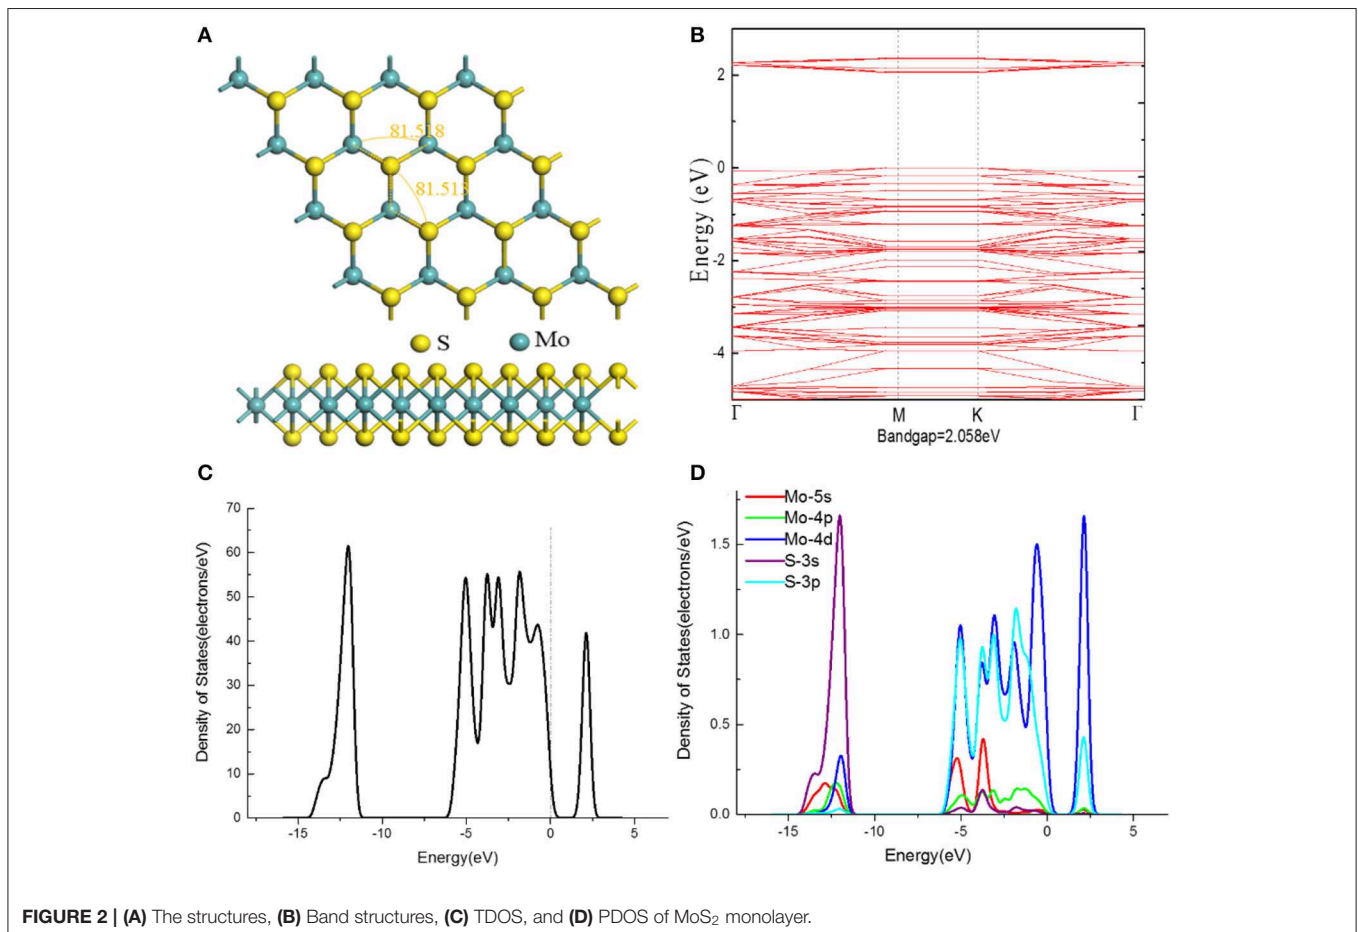 A
81.518
81.513
S
Mo
B
Energy (eV)
2
0
-2
-4
Γ
M
K
Γ
Bandgap=2.058eV
C
Density of States(electrons/eV)
70
60
50
40
30
20
10
0
-15
-10
-5
0
5
Energy(eV)
D
Mo-5s
Mo-4p
Mo-4d
S-3s
S-3p
Density of States(electrons/eV)
1.5
1.0
0.5
0.0
-15
-10
-5
0
5
Energy(eV)
FIGURE 2 | (A) The structures, (B) Band structures, (C) TDOS, and (D) PDOS of MoS2 monolayer.